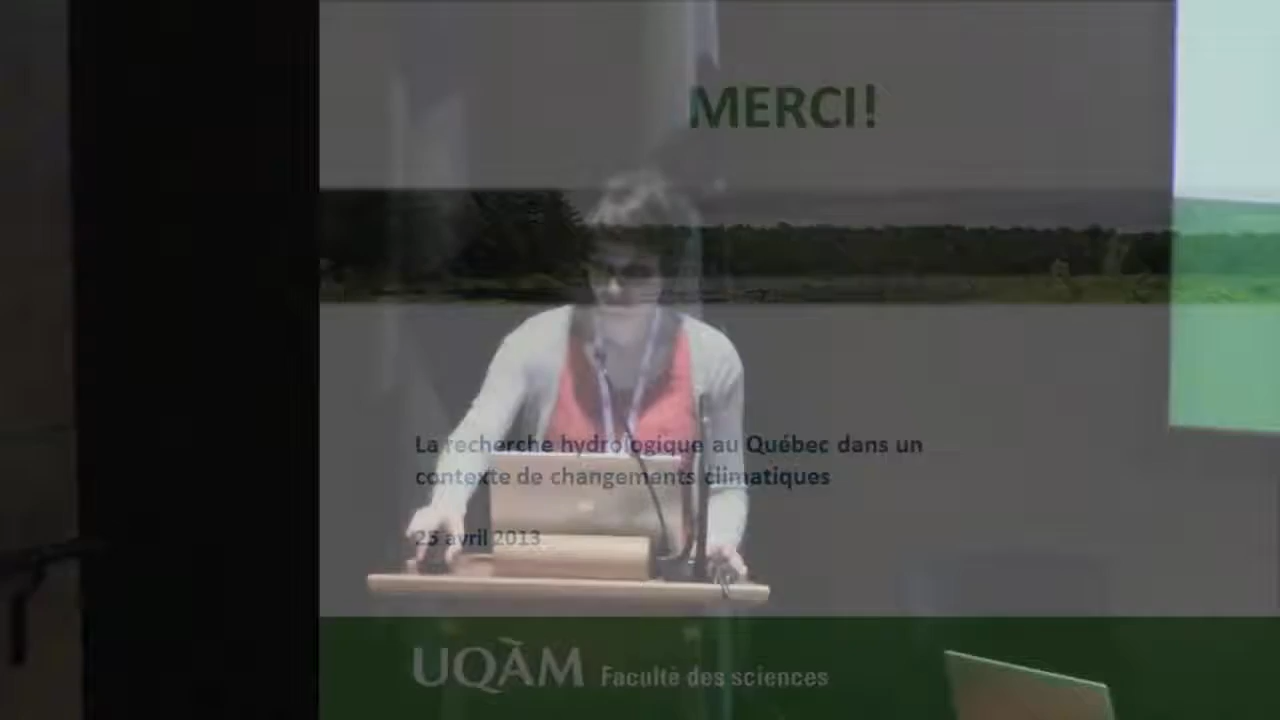 MERCI!
La recherche hydrologique au Québec dans un
contexte de changements climatiques
25 avril 2013
UQÀM Faculté des sciences